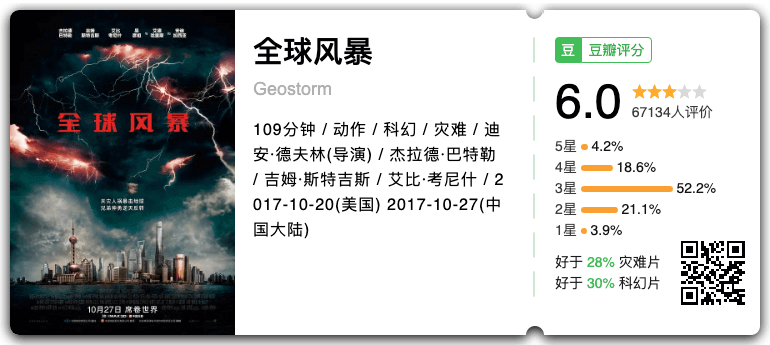 全球风暴
10月27日 席卷世界
全球风暴
Geostorm
109分钟 / 动作 / 科幻 / 灾难 / 迪
安·德夫林(导演) / 杰拉德·巴特勒
/ 吉姆·斯特吉斯 / 艾比·考尼什 / 2
017-10-20(美国) 2017-10-27(中
国大陆)
豆 豆瓣评分
6.0
67134人评价
5星 4.2%
4星 18.6%
3星 52.2%
2星 21.1%
1星 3.9%
好于 28% 灾难片
好于 30% 科幻片